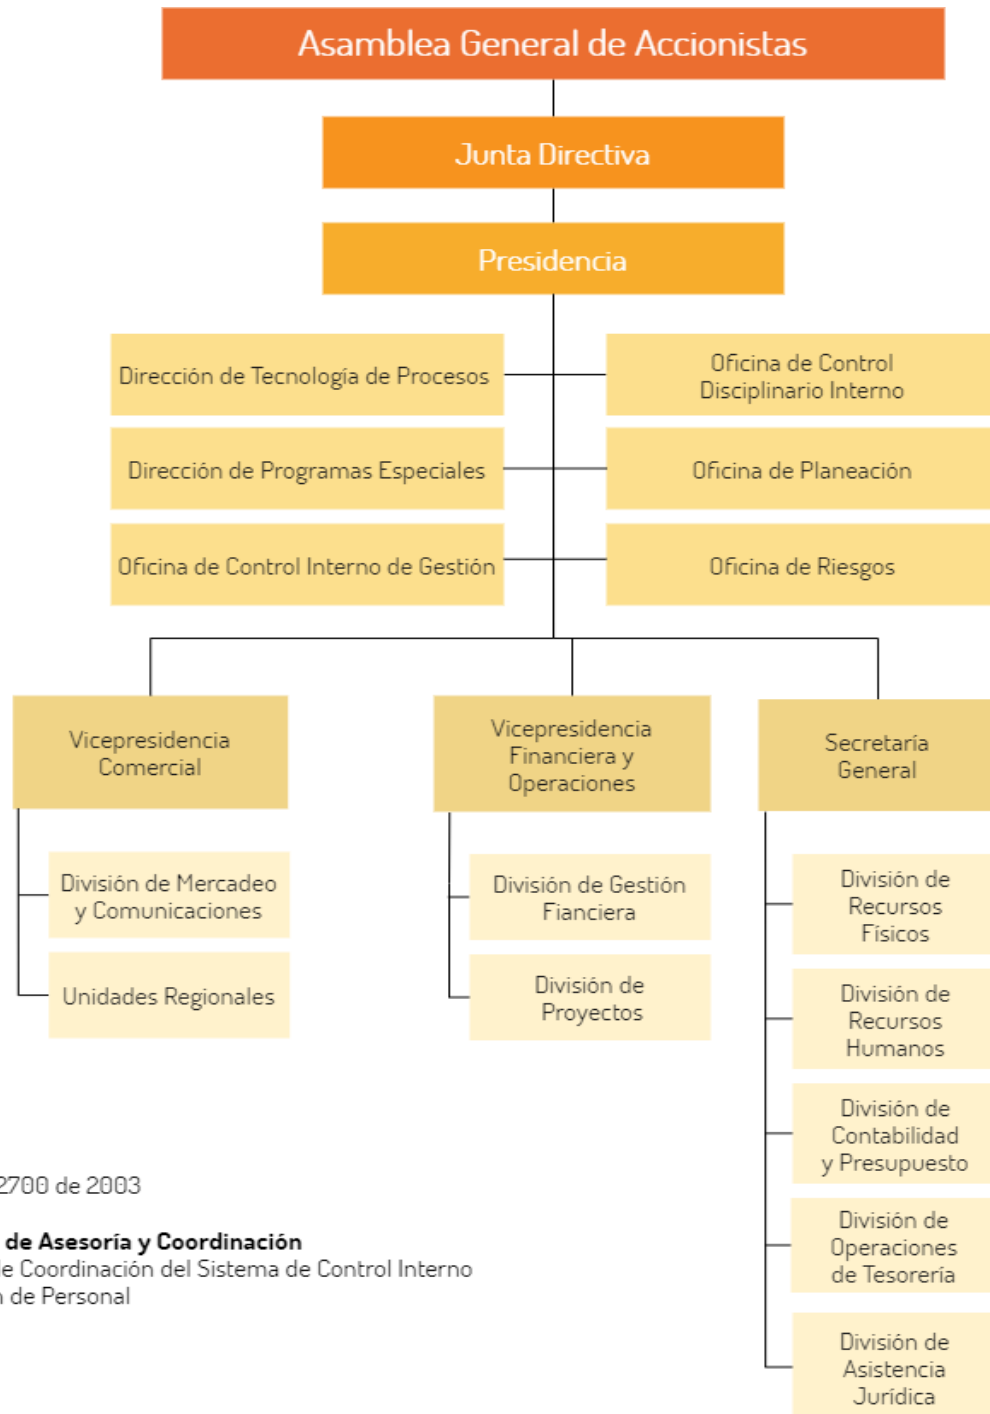 Asamblea General de Accionistas
Junta Directiva
Presidencia
Dirección de Tecnología de Procesos
Oficina de Control
Disciplinario Interno
Dirección de Programas Especiales
Oficina de Planeación
Oficina de Control Interno de Gestión
Oficina de Riesgos
Vicepresidencia
Comercial
División de Mercadeo
y Comunicaciones
Unidades Regionales
Vicepresidencia
Financiera y
Operaciones
División de Gestión
Fianciera
División de
Proyectos
Secretaría
General
División de
Recursos
Físicos
División de
Recursos
Humanos
División de
Contabilidad
y Presupuesto
División de
Operaciones
de Tesorería
División de
Asistencia
Jurídica
2700 de 2003
de Asesoría y Coordinación
de Coordinación del Sistema de Control Interno
de Personal